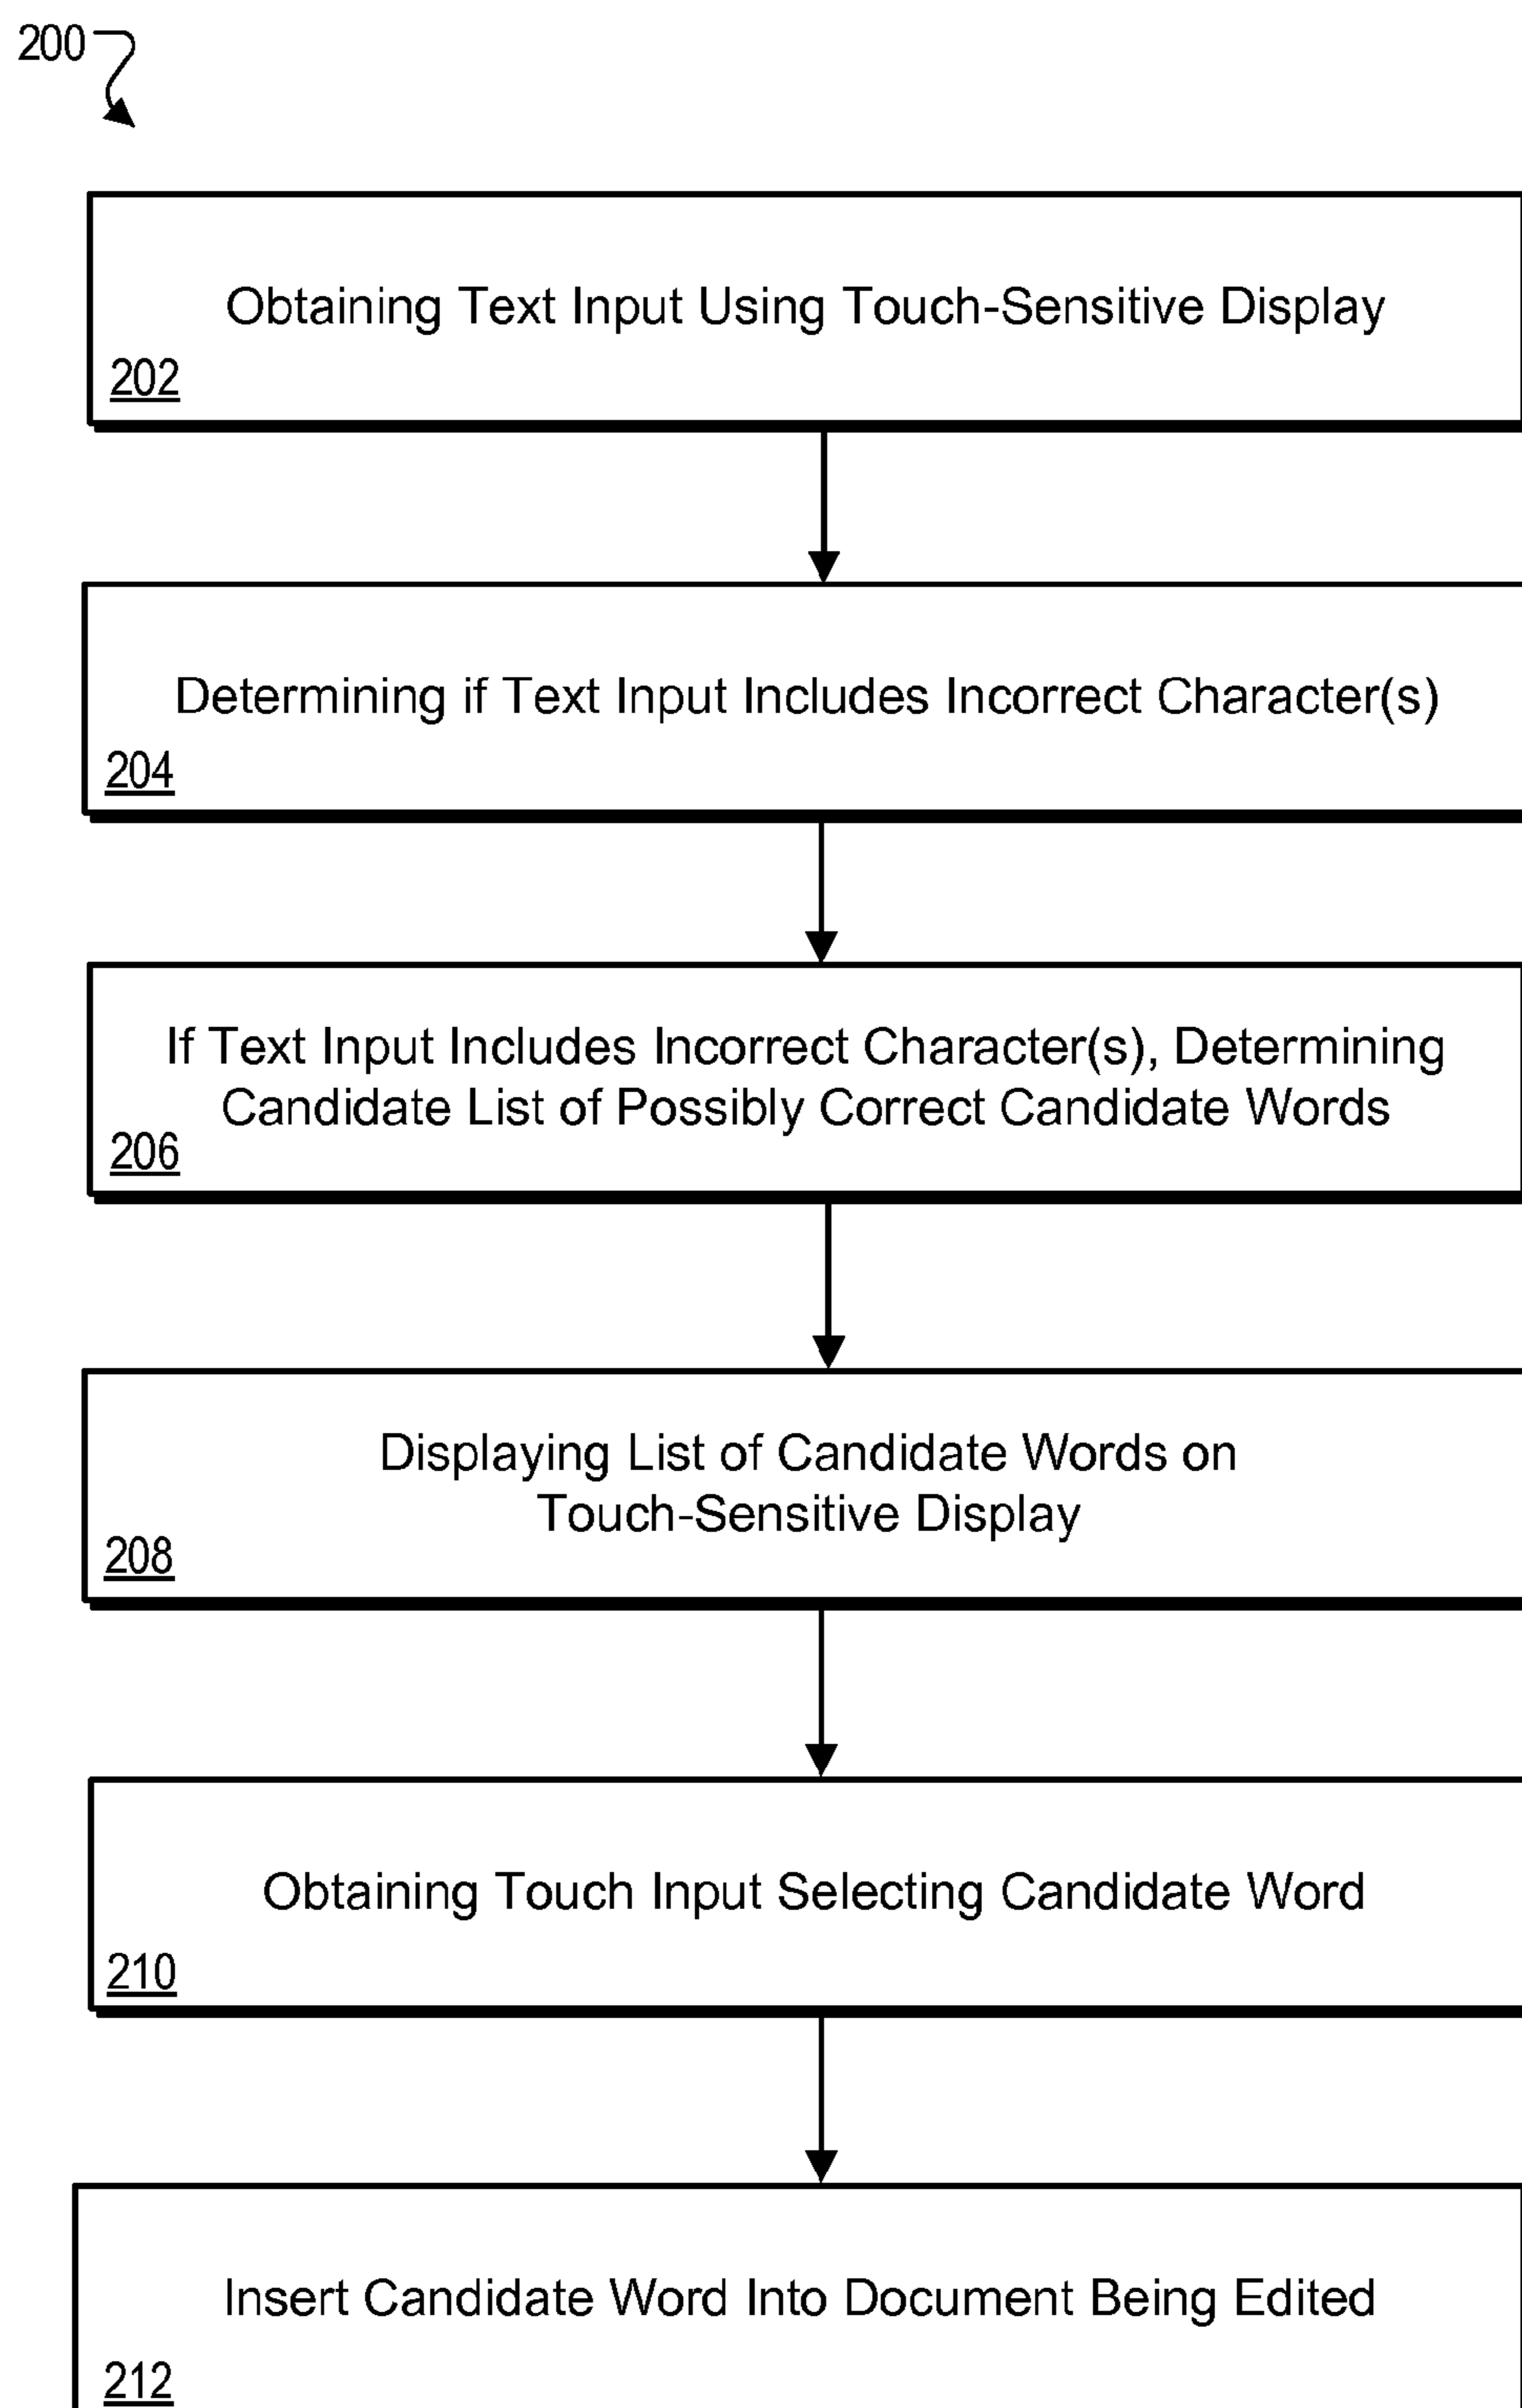 200
Obtaining Text Input Using Touch-Sensitive Display
202
Determining if Text Input Includes Incorrect Character(s)
204
If Text Input Includes Incorrect Character(s), Determining
Candidate List of Possibly Correct Candidate Words
206
Displaying List of Candidate Words on
Touch-Sensitive Display
208
Obtaining Touch Input Selecting Candidate Word
210
Insert Candidate Word Into Document Being Edited
212